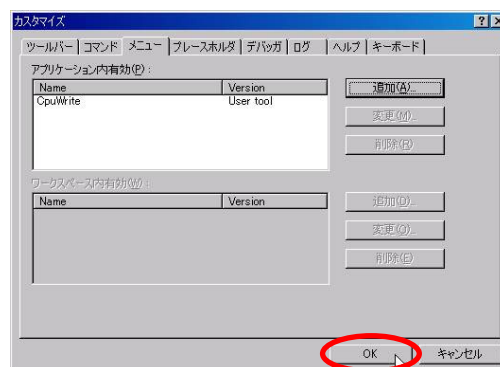 カスタマイズ
ツールバー コマンド メニュー プレースホルダ デバッガ ログ ヘルプ キーボード
アプリケーション内有効(P) :
Name Version
CpuWrite User tool
追加(A)...
変更(M)...
削除(R)
ワークスペース内有効(W) :
Name Version
追加(D)...
変更(O)...
削除(E)
OK キャンセル